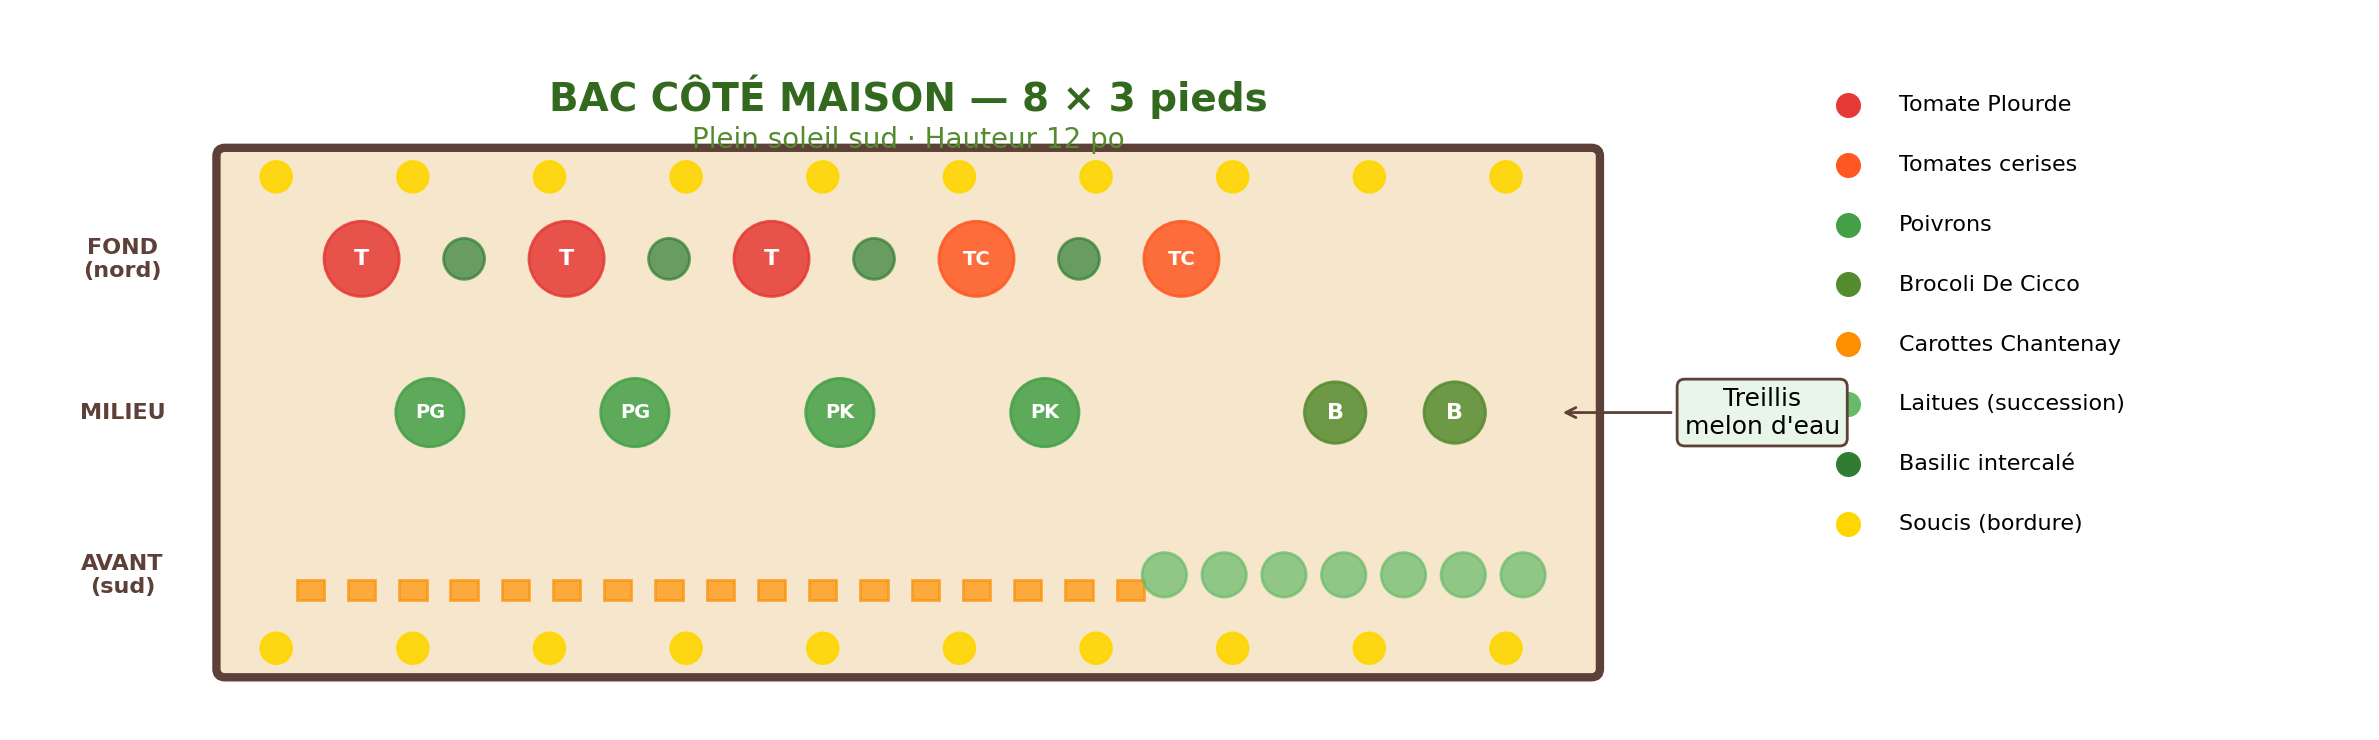 BAC CÔTÉ MAISON — 8 × 3 pieds
Plein soleil sud · Hauteur 12 po
FOND
(nord)
T
T
T
TC
TC
MILIEU
PG
PG
PK
PK
B
B
AVANT
(sud)
Treillis
melon d'eau
Tomate Plourde
Tomates cerises
Poivrons
Brocoli De Cicco
Carottes Chantenay
Laitues (succession)
Basilic intercalé
Soucis (bordure)